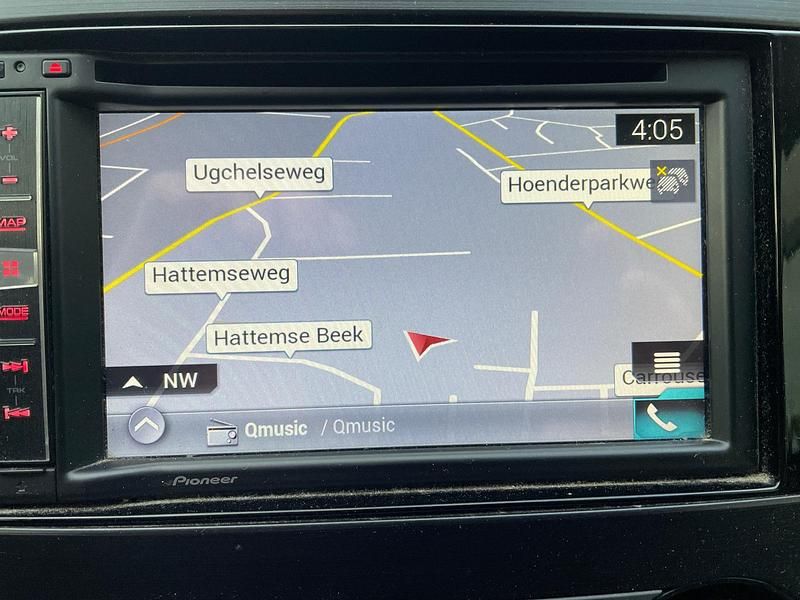 4:05
Ugchelseweg
Hoenderparkwe
VOL
MAP
Hattemseweg
MODE
Hattemse Beek
NW
Carrouse
TRK
Qmusic / Qmusic
Pioneer